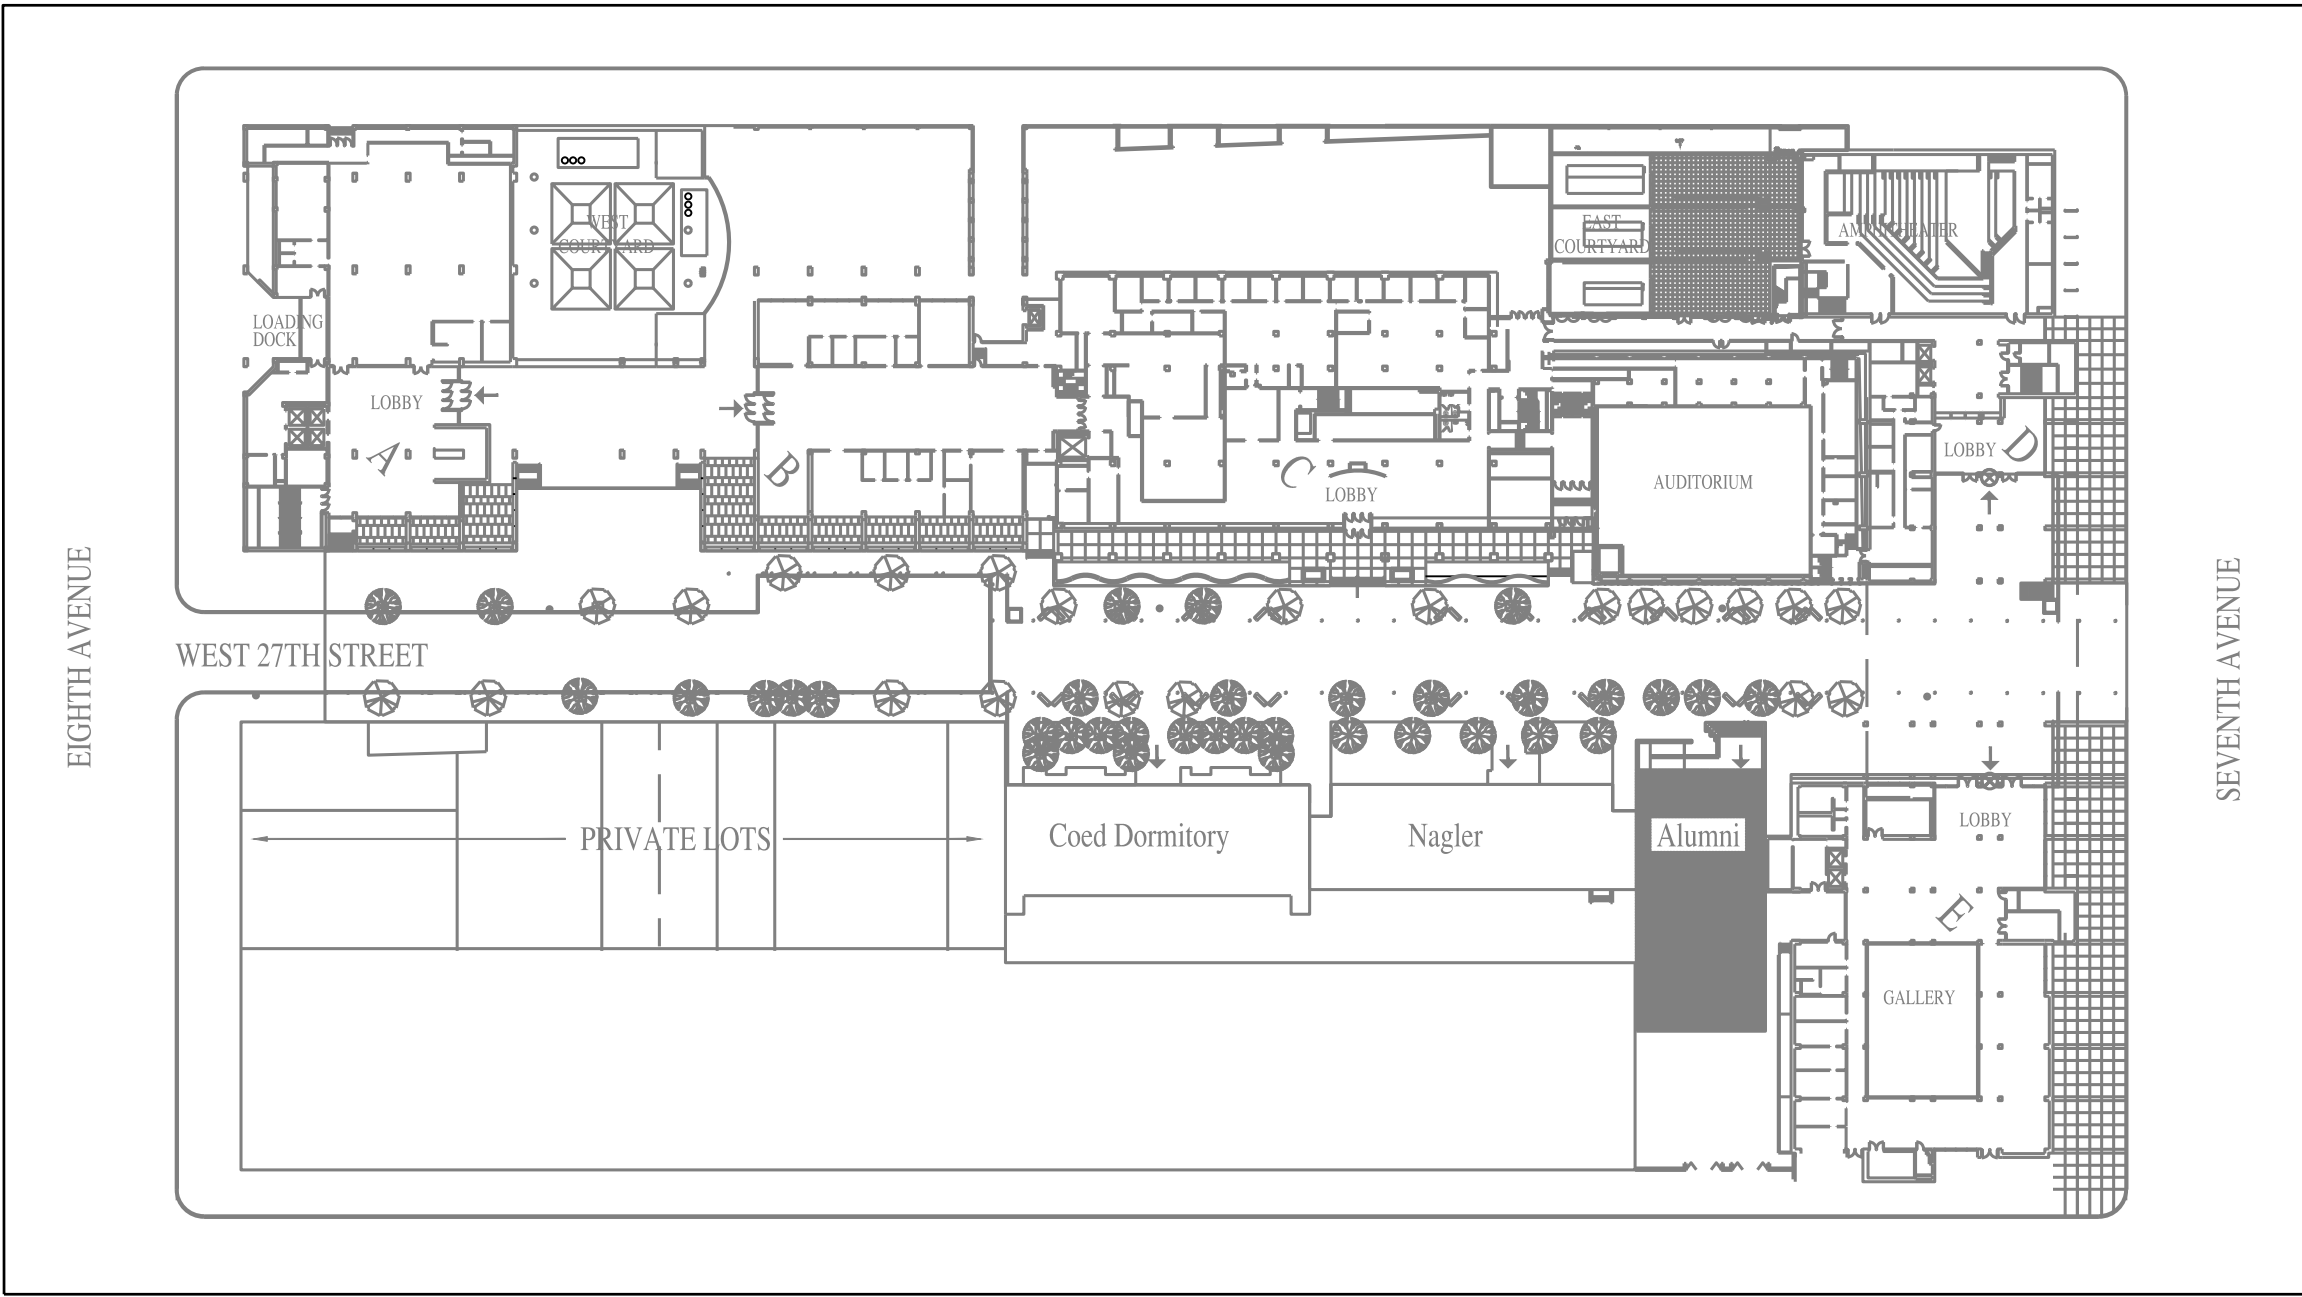 WEST
COURTYARD
EAST
COURTYARD
AMPHITHEATER
LOADING
DOCK
LOBBY
A
B
C
LOBBY
AUDITORIUM
LOBBY
D
EIGHTH AVENUE
WEST 27TH STREET
SEVENTH AVENUE
PRIVATE LOTS
Coed Dormitory
Nagler
Alumni
LOBBY
E
GALLERY